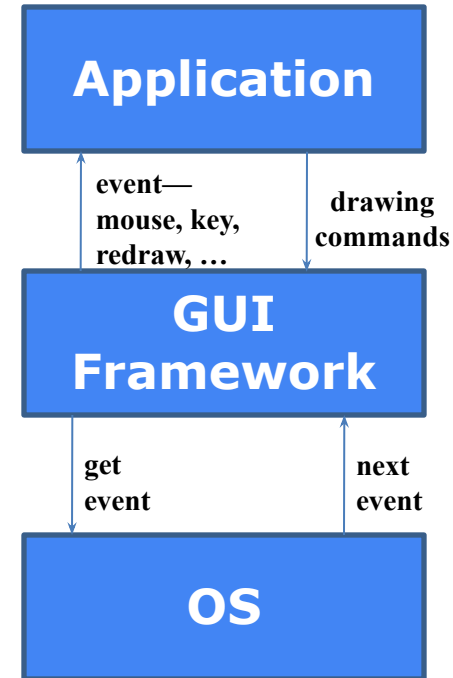 Application
event—
mouse, key,
redraw, …
drawing
commands
GUI
Framework
get
event
next
event
OS